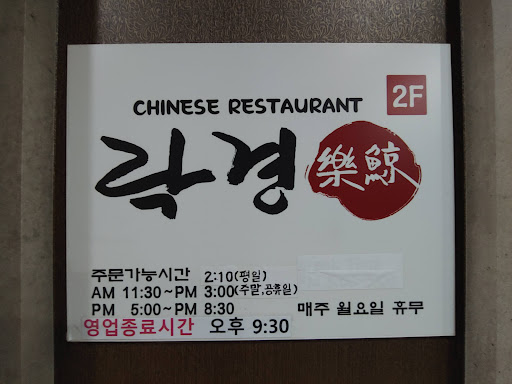 2F
CHINESE RESTAURANT
락경 樂鯨
주문가능시간 2:10(평일)
AM 11:30~PM 3:00(주말,공휴일)
PM 5:00~PM 8:30 매주 월요일 휴무
영업종료시간 오후 9:30